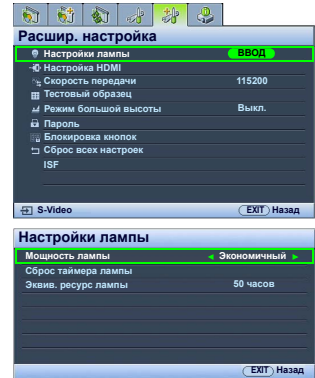 Расшир. настройка
Настройки лампы ВВОД
Настройка HDMI
Скорость передачи 115200
Тестовый образец
Режим большой высоты Выкл.
Пароль
Блокировка кнопок
Сброс всех настроек
ISF
S-Video EXIT Назад
Настройки лампы
Мощность лампы Экономичный
Сброс таймера лампы
Эквив. ресурс лампы 50 часов
EXIT Назад